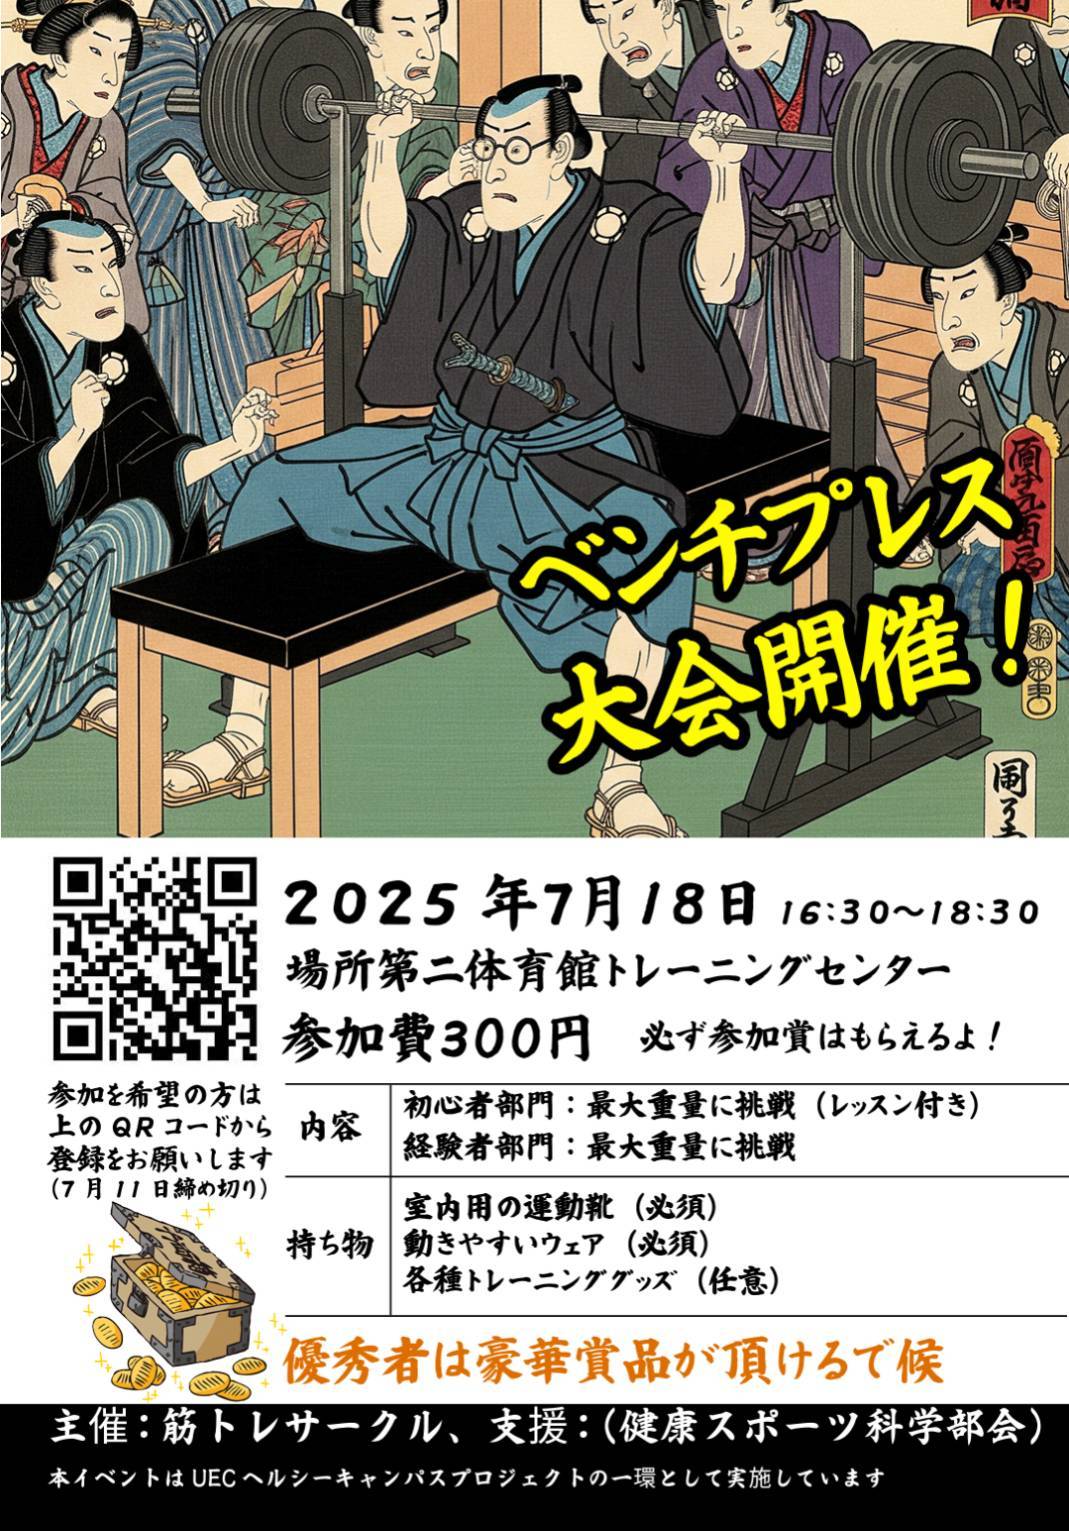 ベンチプレス
大会開催！
2025年7月18日 16:30～18:30
場所第二体育館トレーニングセンター
参加費300円 必ず参加賞はもらえるよ！
参加を希望の方は
上のQRコードから
登録をお願いします
（7月11日締め切り）
内容
初心者部門：最大重量に挑戦（レッスン付き）
経験者部門：最大重量に挑戦
持ち物
室内用の運動靴（必須）
動きやすいウェア（必須）
各種トレーニンググッズ（任意）
優秀者は豪華賞品が頂けるで候
主催：筋トレサークル、支援：（健康スポーツ科学部会）
本イベントはUECヘルシーキャンパスプロジェクトの一環として実施しています